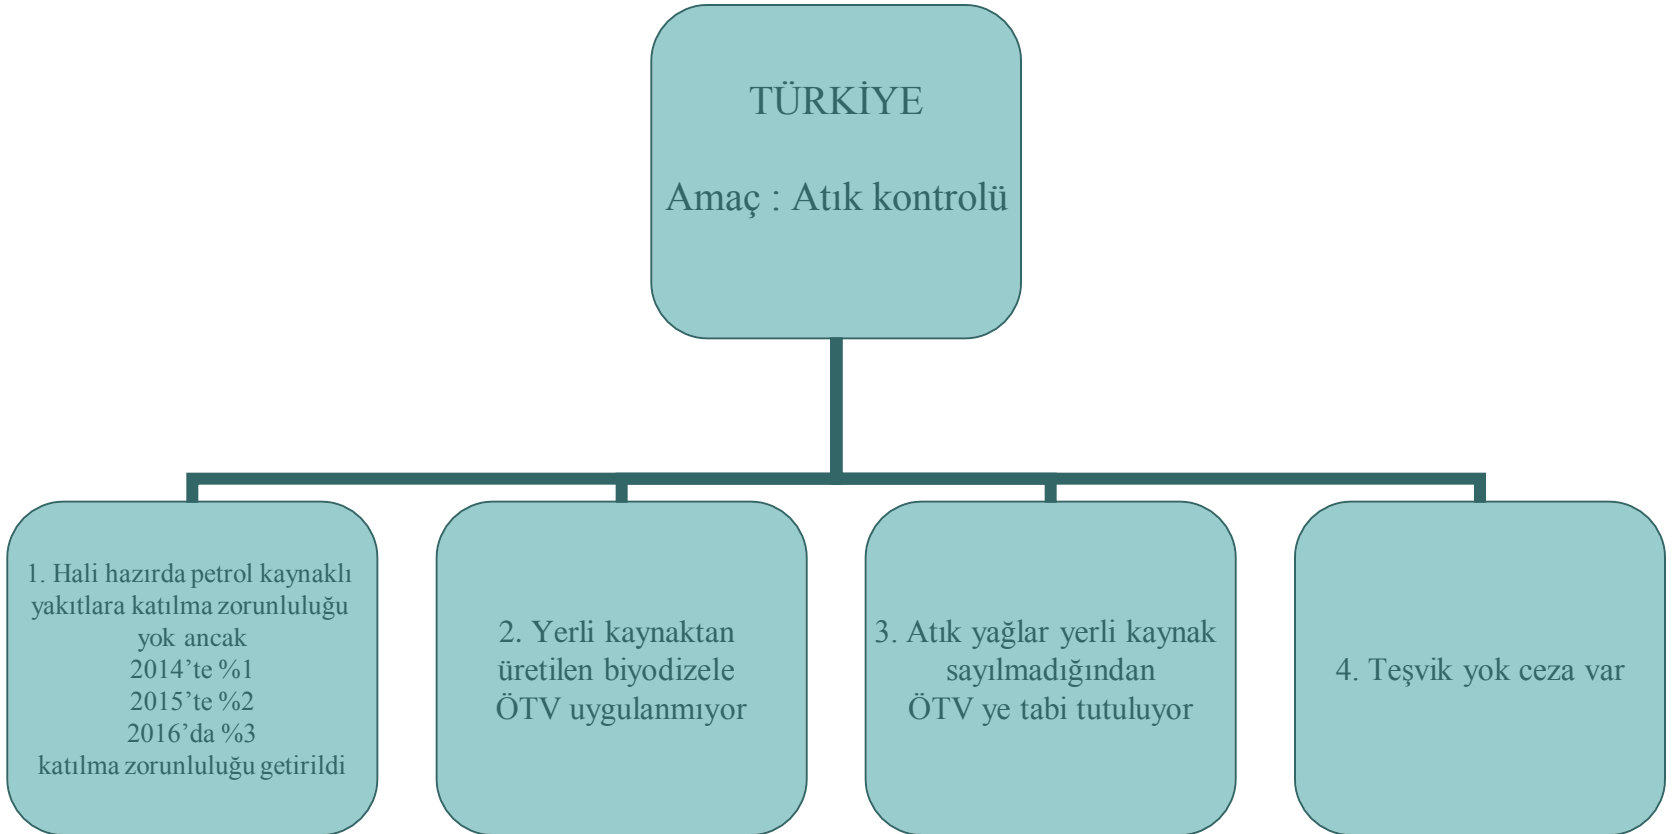 TÜRKİYE
Amaç : Atık kontrolü
1. Hali hazırda petrol kaynaklı
yakıtlara katılma zorunluluğu
yok ancak
2014’te %1
2015’te %2
2016’da %3
katılma zorunluluğu getirildi
2. Yerli kaynaktan
üretilen biyodizele
ÖTV uygulanmıyor
3. Atık yağlar yerli kaynak
sayılmadığından
ÖTV ye tabi tutuluyor
4. Teşvik yok ceza var